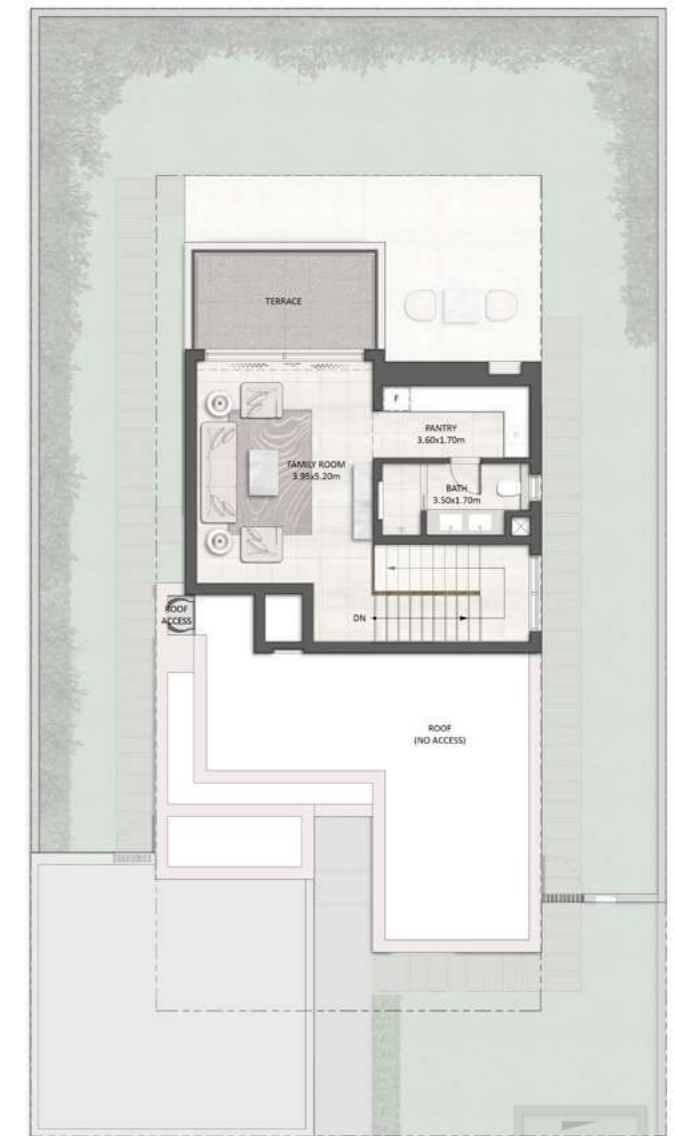 TERRACE
F
PANTRY
3.60x1.70m
FAMILY ROOM
3.95x5.20m
BATH
3.50x1.70m
ROOF
ACCESS
DN
ROOF
(NO ACCESS)